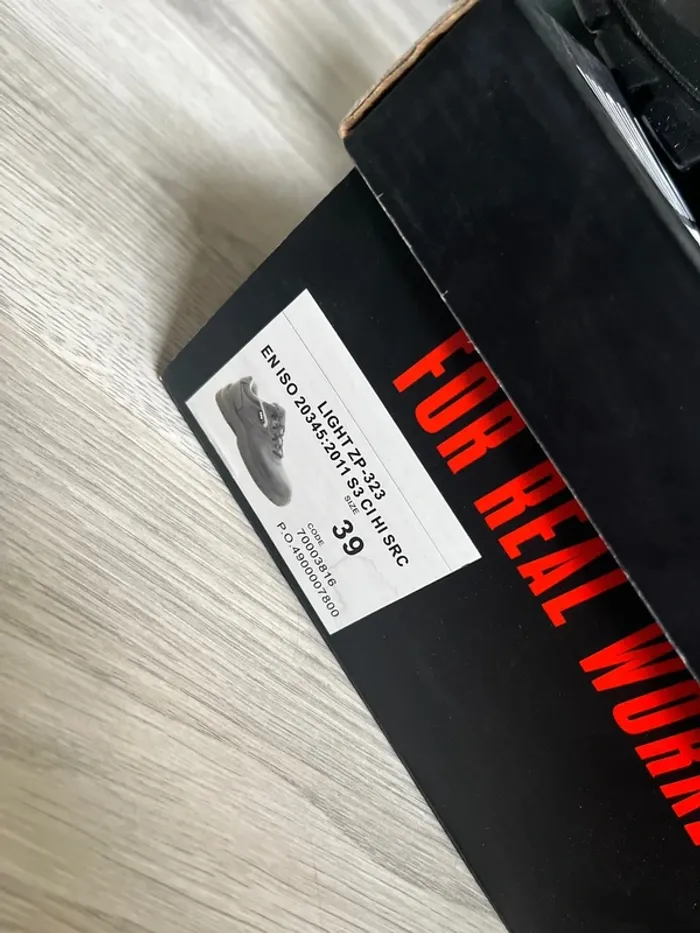 LIGHT ZP-323
EN ISO 20345:2011 S3 CI HI SRC
SIZE
39
CODE
70003816
P.O.4900007800
FOR REAL